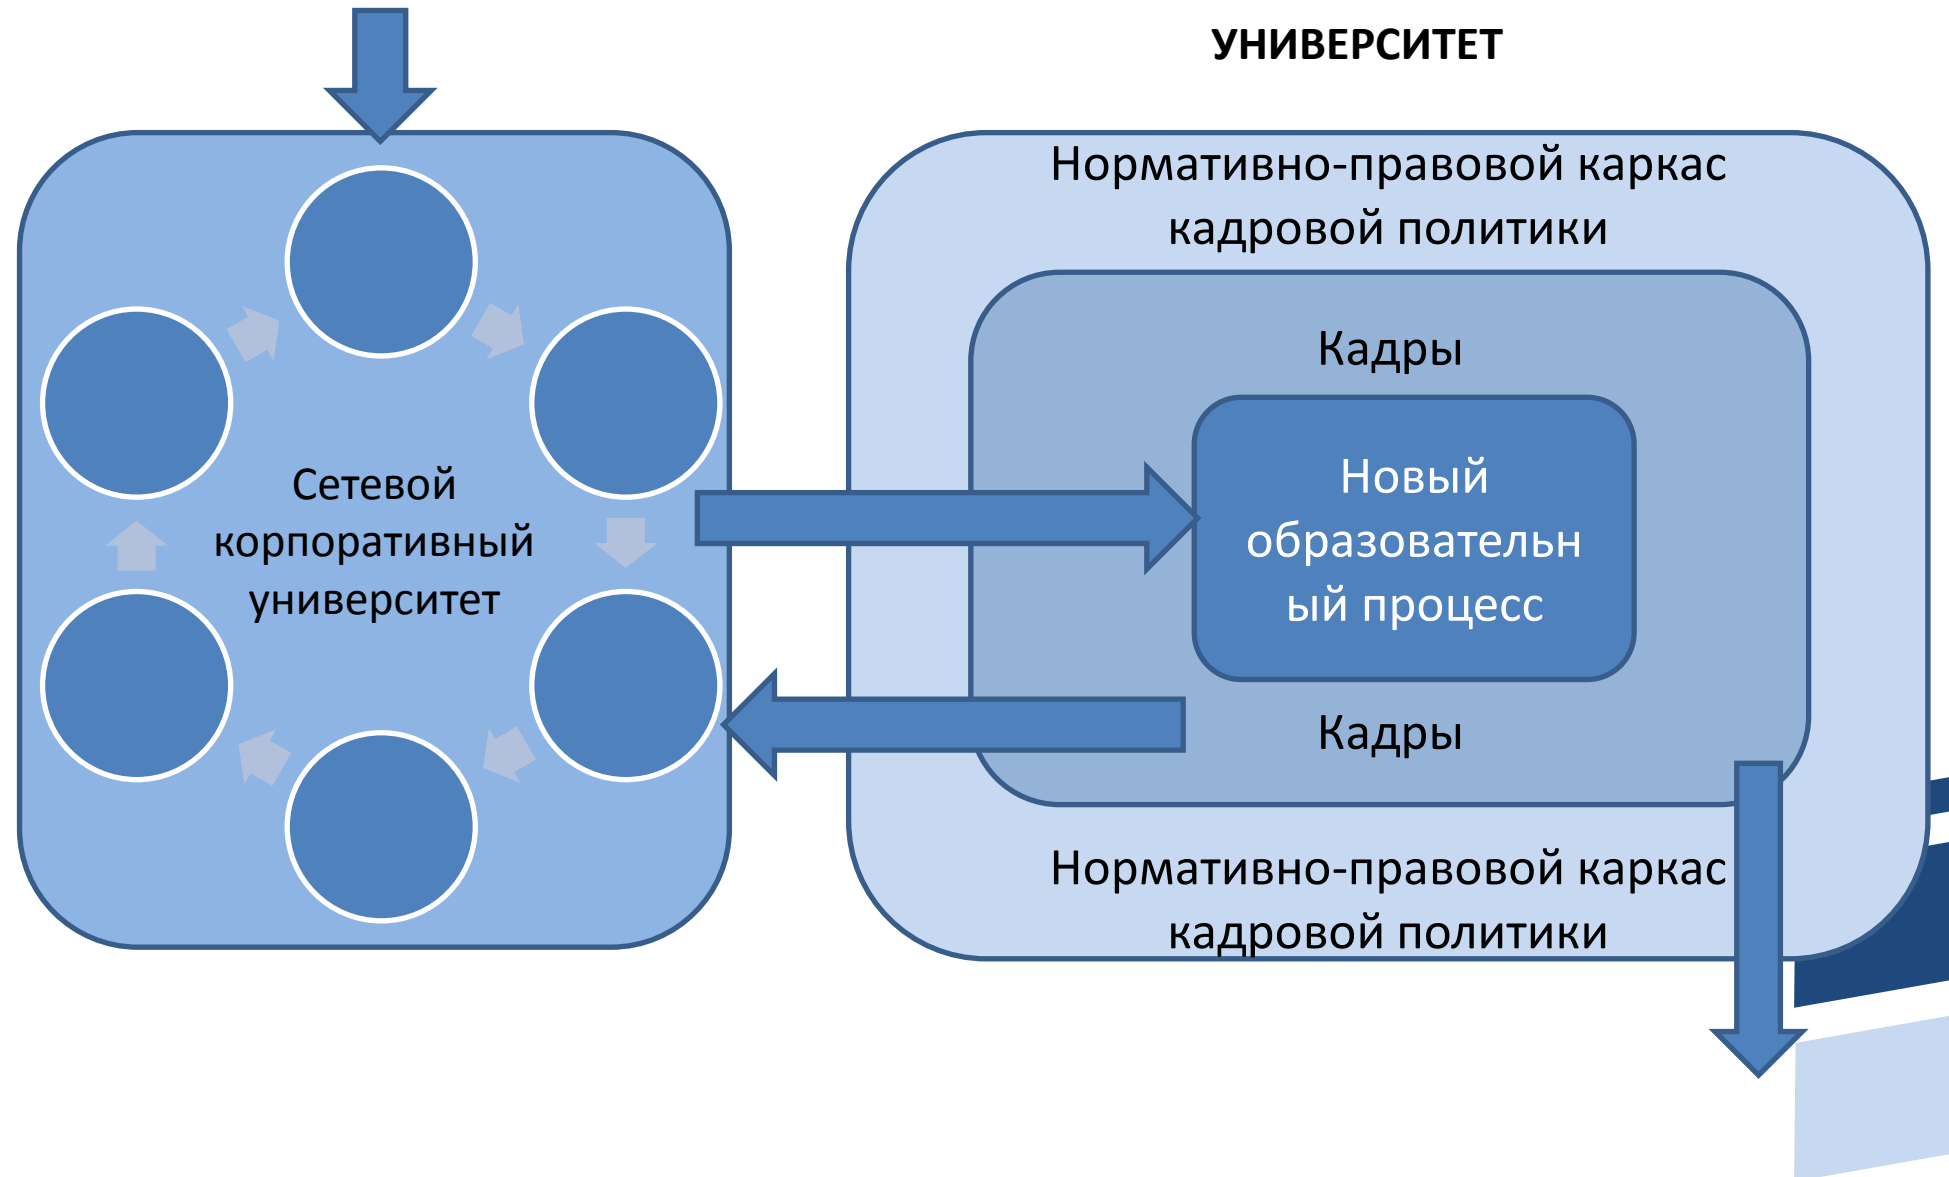 УНИВЕРСИТЕТ
Нормативно-правовой каркас
кадровой политики
Кадры
Новый
образовательн
ый процесс
Сетевой
корпоративный
университет
Кадры
Нормативно-правовой каркас
кадровой политики